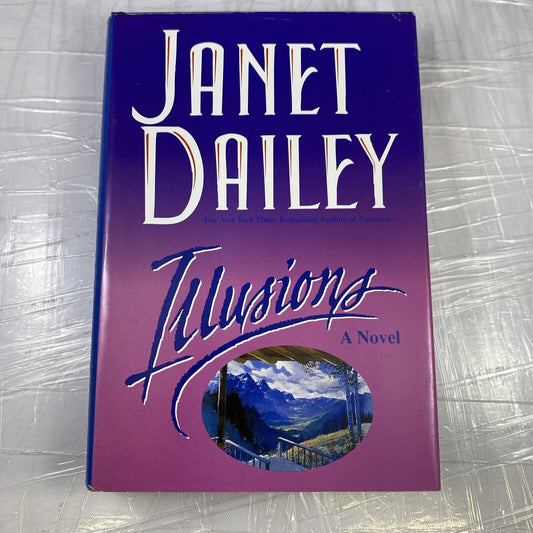 JANET
DAILEY
The New York Times Bestselling Author of Notorious
Illusions
A Novel